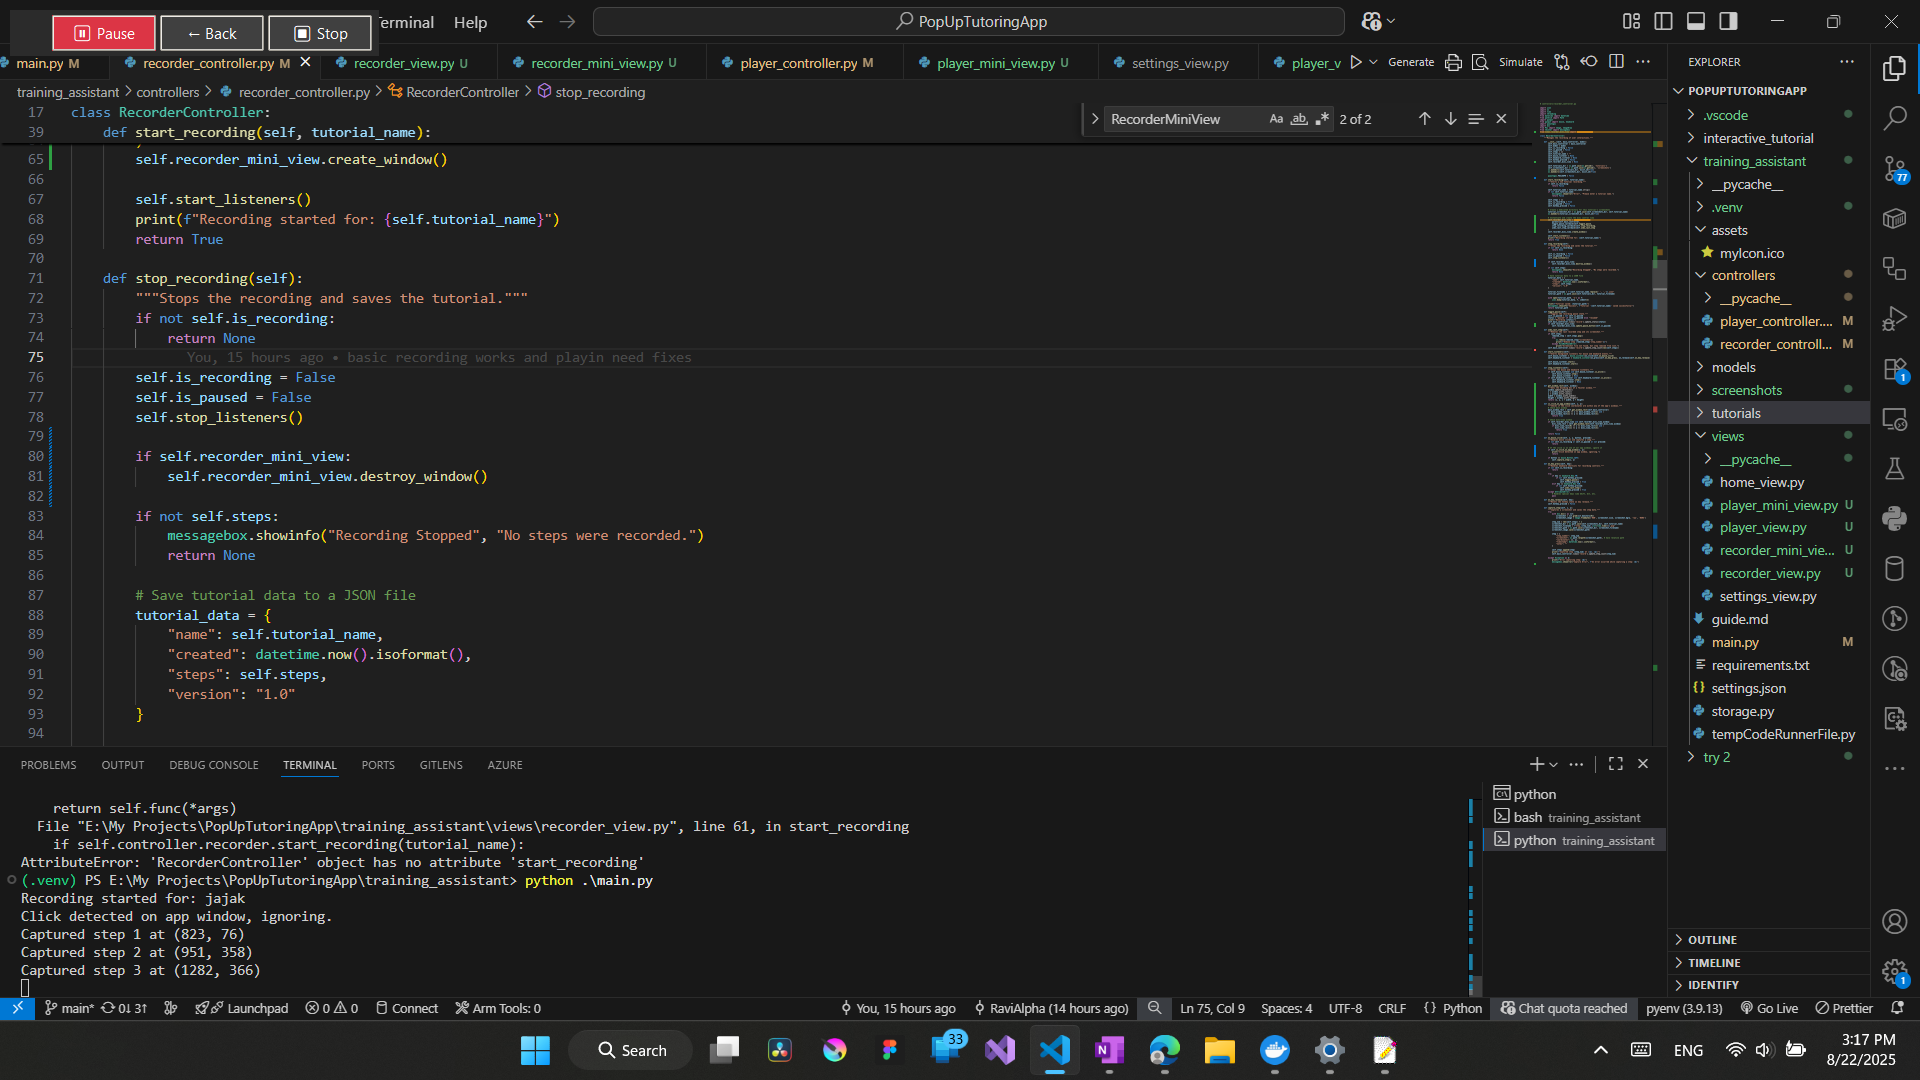 Pause
← Back
Stop
Terminal
Help
PopUpTutoringApp
main.py M
recorder_controller.py M
recorder_view.py U
recorder_mini_view.py U
player_controller.py M
player_mini_view.py U
settings_view.py
player_v
Generate
Simulate
training_assistant > controllers > recorder_controller.py > RecorderController > stop_recording
RecorderMiniView
Aa
ab
2 of 2
17 class RecorderController:
39 def start_recording(self, tutorial_name):
65 self.recorder_mini_view.create_window()
66
67 self.start_listeners()
68 print(f"Recording started for: {self.tutorial_name}")
69 return True
70
71 def stop_recording(self):
72 """Stops the recording and saves the tutorial."""
73 if not self.is_recording:
74 return None
75 You, 15 hours ago • basic recording works and playin need fixes
76 self.is_recording = False
77 self.is_paused = False
78 self.stop_listeners()
79
80 if self.recorder_mini_view:
81 self.recorder_mini_view.destroy_window()
82
83 if not self.steps:
84 messagebox.showinfo("Recording Stopped", "No steps were recorded.")
85 return None
86
87 # Save tutorial data to a JSON file
88 tutorial_data = {
89 "name": self.tutorial_name,
90 "created": datetime.now().isoformat(),
91 "steps": self.steps,
92 "version": "1.0"
93 }
94
EXPLORER
POPUPTUTORINGAPP
.vscode
interactive_tutorial
training_assistant
__pycache__
.venv
assets
myIcon.ico
controllers
__pycache__
player_controller.... M
recorder_controll... M
models
screenshots
tutorials
views
__pycache__
home_view.py
player_mini_view.py U
player_view.py U
recorder_mini_vie... U
recorder_view.py U
settings_view.py
guide.md
main.py M
requirements.txt
settings.json
storage.py
tempCodeRunnerFile.py
try 2
OUTLINE
TIMELINE
IDENTIFY
77
1
1
PROBLEMS
OUTPUT
DEBUG CONSOLE
TERMINAL
PORTS
GITLENS
AZURE
return self.func(*args)
File "E:\My Projects\PopUpTutoringApp\training_assistant\views\recorder_view.py", line 61, in start_recording
if self.controller.recorder.start_recording(tutorial_name):
AttributeError: 'RecorderController' object has no attribute 'start_recording'
(.venv) PS E:\My Projects\PopUpTutoringApp\training_assistant> python .\main.py
Recording started for: jajak
Click detected on app window, ignoring.
Captured step 1 at (823, 76)
Captured step 2 at (951, 358)
Captured step 3 at (1282, 366)
python
bash training_assistant
python training_assistant
main*
0↓ 3↑
Launchpad
0
0
Connect
Arm Tools: 0
You, 15 hours ago
RaviAlpha (14 hours ago)
Ln 75, Col 9
Spaces: 4
UTF-8
CRLF
{ } Python
Chat quota reached
pyenv (3.9.13)
Go Live
Prettier
Search
33
ENG
3:17 PM
8/22/2025